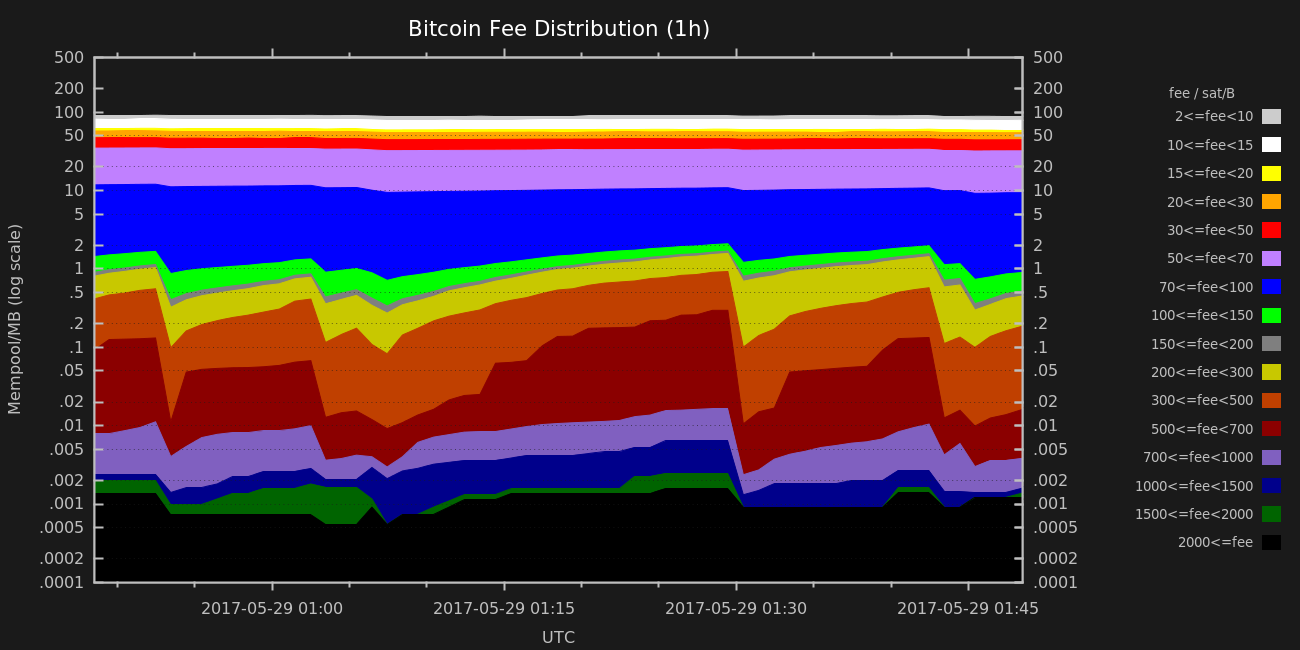 Bitcoin Fee Distribution (1h)
500
200
100
50
20
10
5
2
1
.5
.2
.1
.05
.02
.01
.005
.002
.001
.0005
.0002
.0001
Mempool/MB (log scale)
500
200
100
50
20
10
5
2
1
.5
.2
.1
.05
.02
.01
.005
.002
.001
.0005
.0002
.0001
2017-05-29 01:00
2017-05-29 01:15
2017-05-29 01:30
2017-05-29 01:45
UTC
fee / sat/B
2<=fee<10
10<=fee<15
15<=fee<20
20<=fee<30
30<=fee<50
50<=fee<70
70<=fee<100
100<=fee<150
150<=fee<200
200<=fee<300
300<=fee<500
500<=fee<700
700<=fee<1000
1000<=fee<1500
1500<=fee<2000
2000<=fee